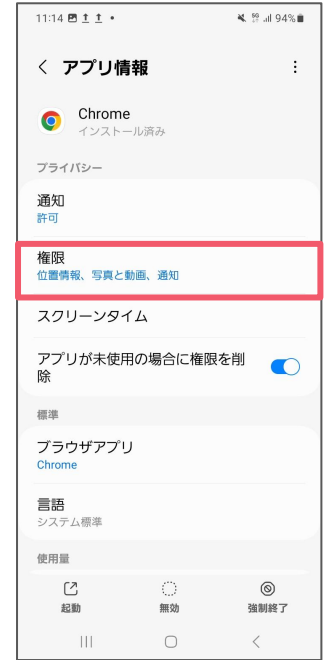 11:14
5G 94%
アプリ情報
Chrome
インストール済み
プライバシー
通知
許可
権限
位置情報、写真と動画、通知
スクリーンタイム
アプリが未使用の場合に権限を削
除
標準
ブラウザアプリ
Chrome
言語
システム標準
使用量
起動
無効
強制終了